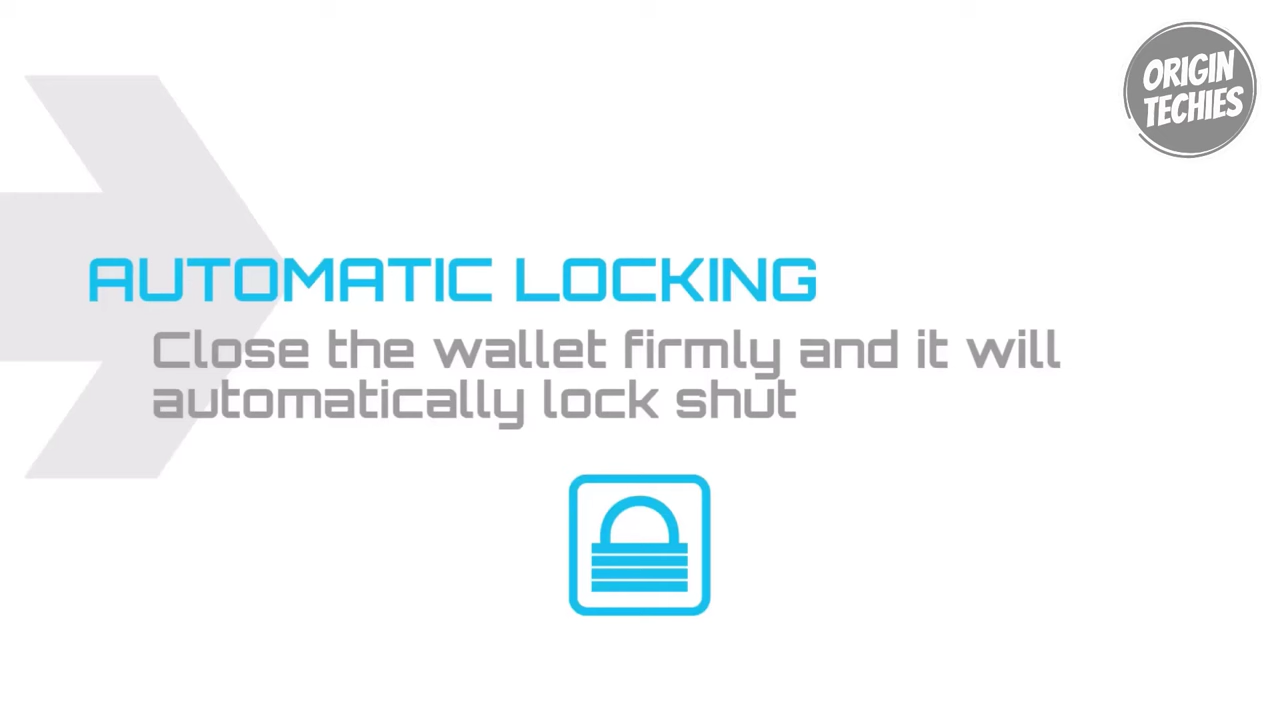 ORIGIN
TECHIES
AUTOMATIC LOCKING
Close the wallet firmly and it will
automatically lock shut